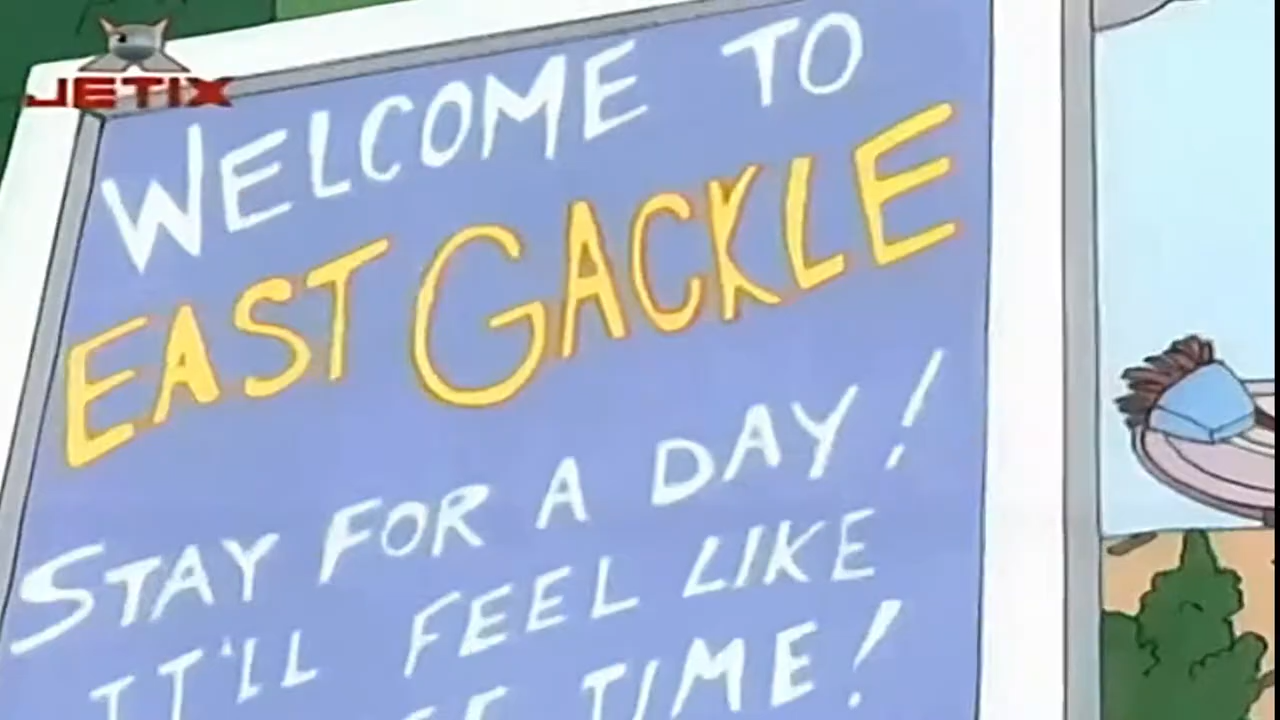 JETIX
WELCOME TO
EAST GACKLE
STAY FOR A DAY!
IT'LL FEEL LIKE
TIME!